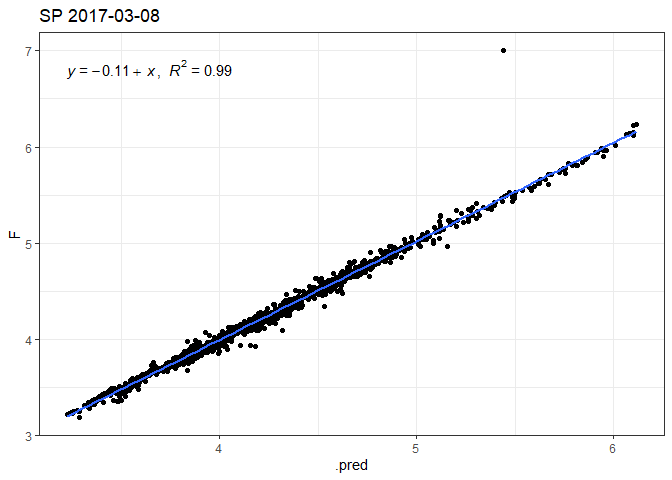 SP 2017-03-08
7
y = −0.11 + x, R² = 0.99
6
F
5
4
3
4 5 6
.pred